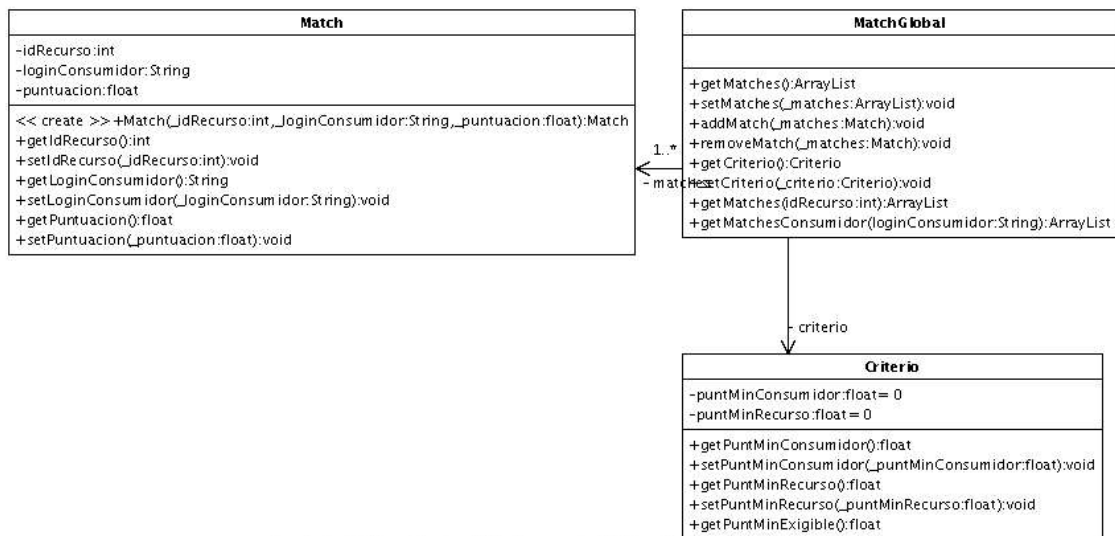 Match
-idRecurso:int
-loginConsumidor:String
-puntuacion:float
<< create >>+Match(_idRecurso:int,_loginConsumidor:String,_puntuacion:float):Match
+getIdRecurso():int
+setIdRecurso(_idRecurso:int):void
+getLoginConsumidor():String
+setLoginConsumidor(_loginConsumidor:String):void
+getPuntuacion():float
+setPuntuacion(_puntuacion:float):void
1..*
- matches
MatchGlobal
+getMatches():ArrayList
+setMatches(_matches:ArrayList):void
+addMatch(_matches:Match):void
+removeMatch(_matches:Match):void
+getCriterio():Criterio
+setCriterio(_criterio:Criterio):void
+getMatches(idRecurso:int):ArrayList
+getMatchesConsumidor(loginConsumidor:String):ArrayList
- criterio
Criterio
-puntMinConsumidor:float= 0
-puntMinRecurso:float= 0
+getPuntMinConsumidor():float
+setPuntMinConsumidor(_puntMinConsumidor:float):void
+getPuntMinRecurso():float
+setPuntMinRecurso(_puntMinRecurso:float):void
+getPuntMinExigible():float